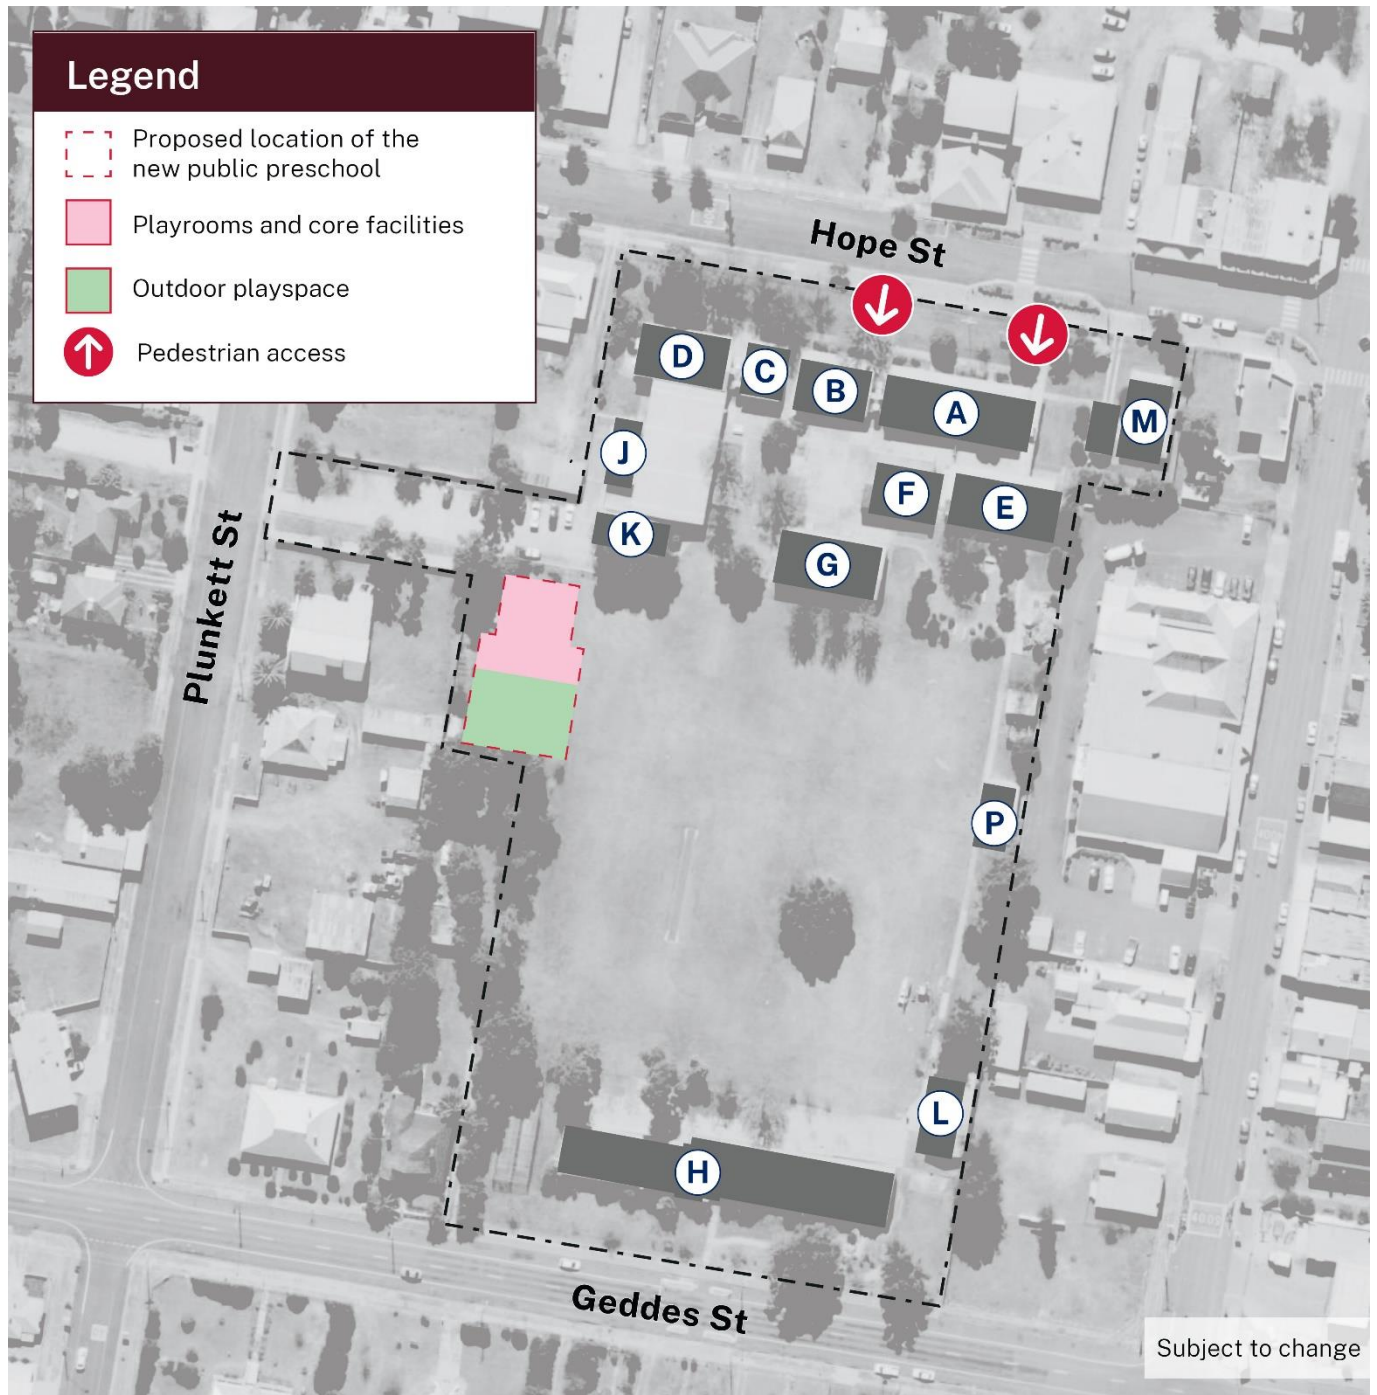 Legend
Proposed location of the
new public preschool
Playrooms and core facilities
Outdoor playspace
Pedestrian access
Hope St
D
C
B
A
M
J
F
E
K
G
Plunkett St
P
L
H
Geddes St
Subject to change